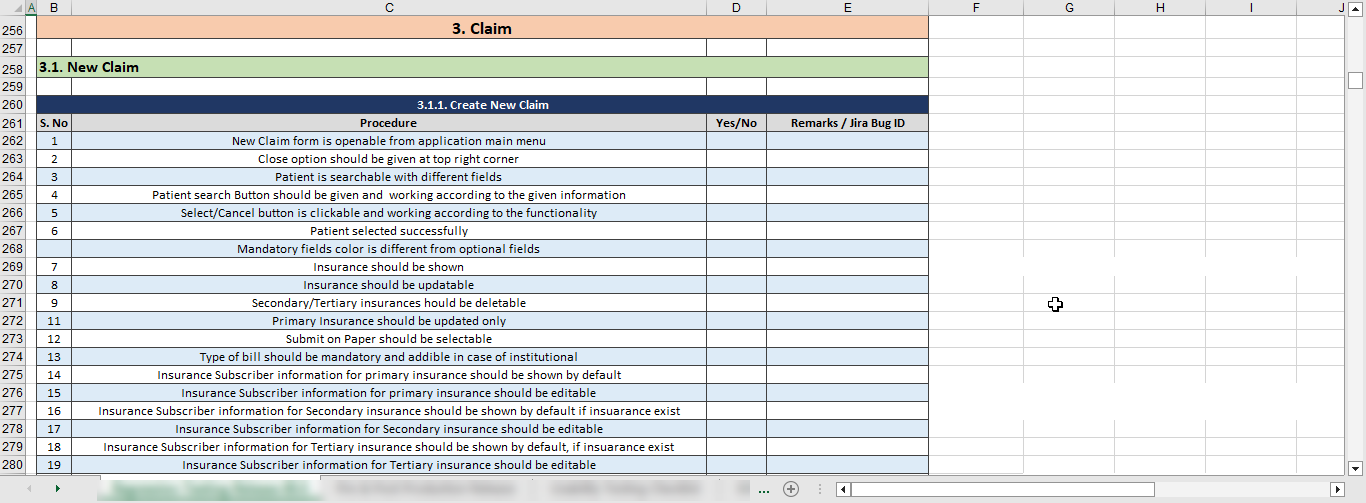 A B C D E F G H I J
256 3. Claim
257
258 3.1. New Claim
259
260 3.1.1. Create New Claim
261 S. No Procedure Yes/No Remarks / Jira Bug ID
262 1 New Claim form is openable from application main menu
263 2 Close option should be given at top right corner
264 3 Patient is searchable with different fields
265 4 Patient search Button should be given and  working according to the given information
266 5 Select/Cancel button is clickable and working according to the functionality
267 6 Patient selected successfully
268 Mandatory fields color is different from optional fields
269 7 Insurance should be shown
270 8 Insurance should be updatable
271 9 Secondary/Tertiary insurances hould be deletable
272 11 Primary Insurance should be updated only
273 12 Submit on Paper should be selectable
274 13 Type of bill should be mandatory and addible in case of institutional
275 14 Insurance Subscriber information for primary insurance should be shown by default
276 15 Insurance Subscriber information for primary insurance should be editable
277 16 Insurance Subscriber information for Secondary insurance should be shown by default if insuarance exist
278 17 Insurance Subscriber information for Secondary insurance should be editable
279 18 Insurance Subscriber information for Tertiary insurance should be shown by default, if insuarance exist
280 19 Insurance Subscriber information for Tertiary insurance should be editable
...